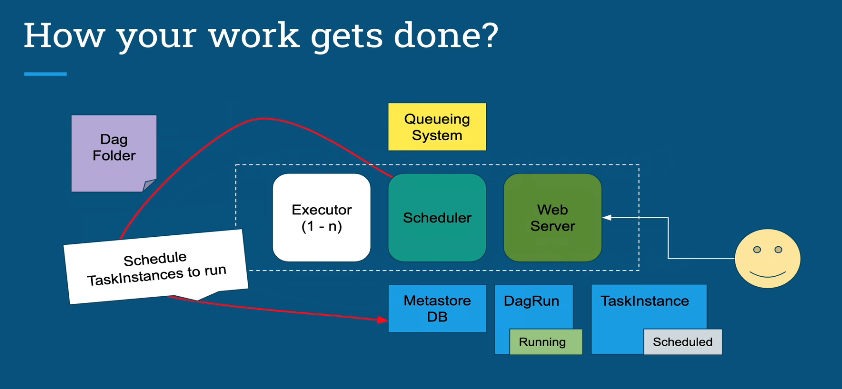 How your work gets done?
Dag
Folder
Queueing
System
Executor
(1 - n)
Scheduler
Web
Server
Schedule
TaskInstances to run
Metastore
DB
DagRun
Running
TaskInstance
Scheduled